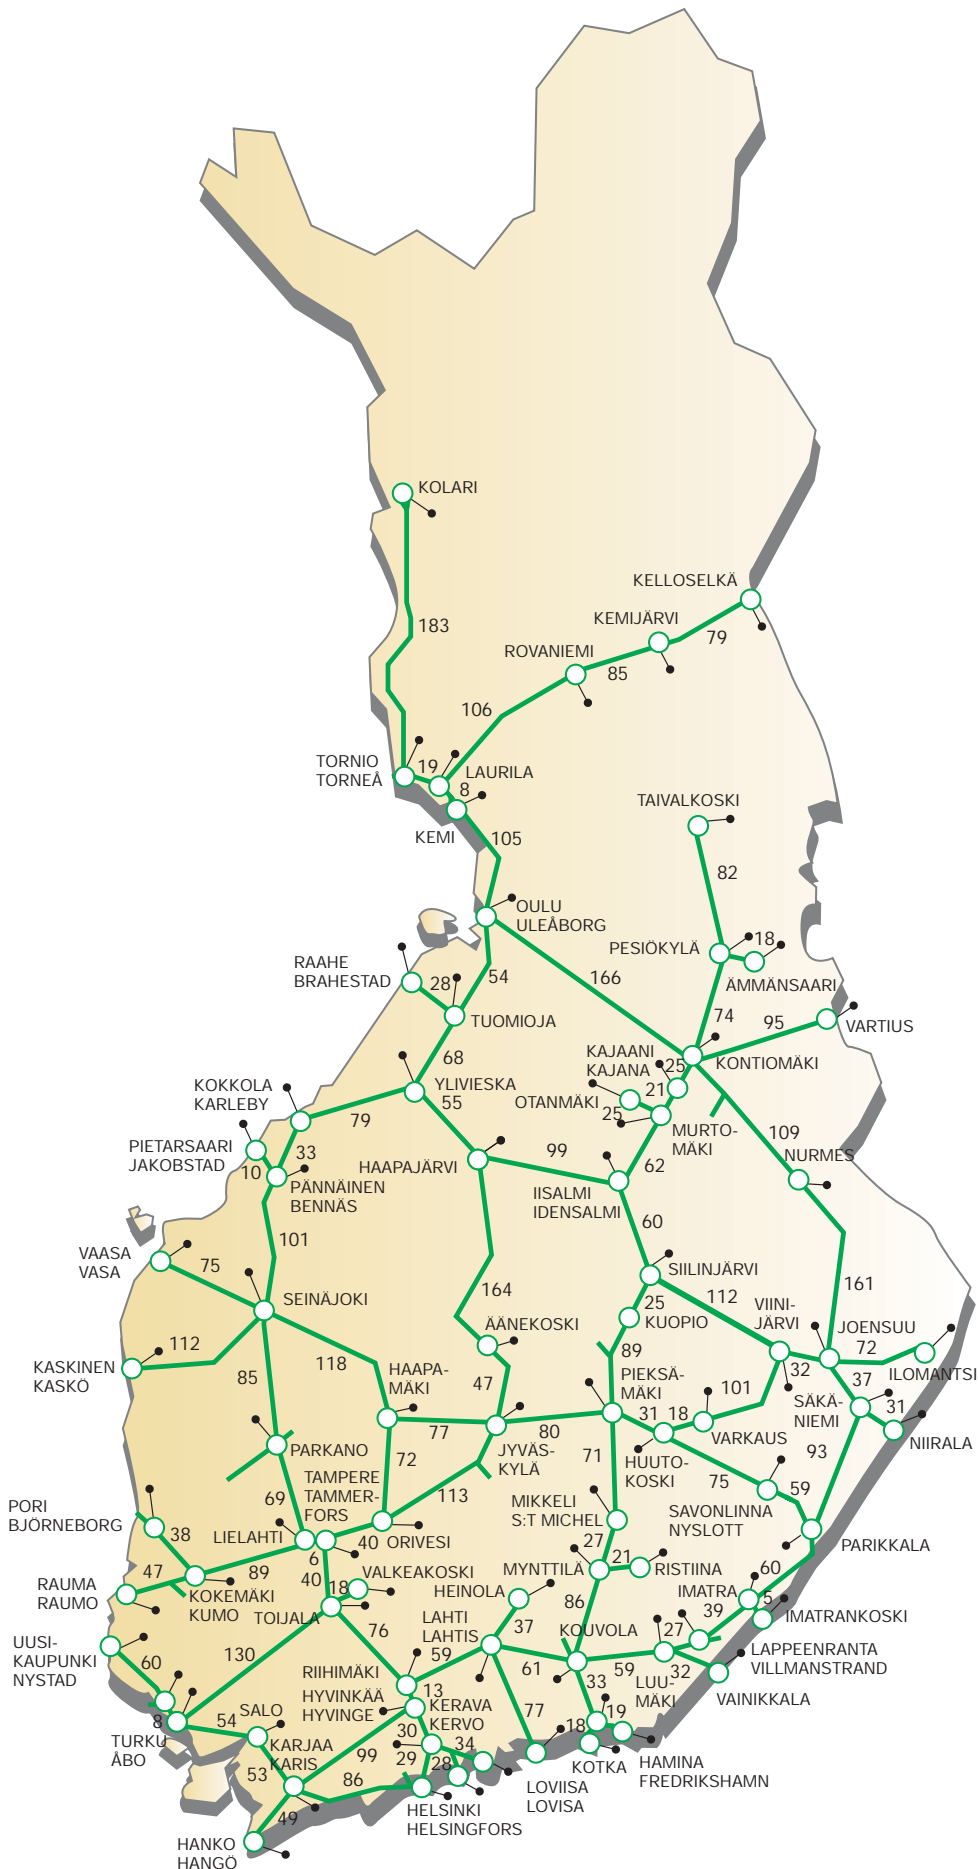 KOLARI
KELLOSELKÄ
KEMIJÄRVI
183
79
ROVANIEMI
85
106
TORNIO
TORNEÅ
19
LAURILA
8
TAIVALKOSKI
KEMI
105
82
OULU
ULEÅBORG
18
PESIÖKYLÄ
RAAHE
BRAHESTAD
28
54
166
ÄMMÄNSAARI
TUOMIOJA
74
95
VARTIUS
KAJAANI
KAJANA
25
KONTIOMÄKI
68
KOKKOLA
KARLEBY
YLIVIESKA
55
21
OTANMÄKI
25
79
MURTO-
MÄKI
109
PIETARSAARI
JAKOBSTAD
33
10
HAAPAJÄRVI
99
62
NURMES
PÄNNÄINEN
BENNÄS
IISALMI
IDENSALMI
60
101
VAASA
VASA
75
SIILINJÄRVI
161
SEINÄJOKI
164
25
112
VIINI-
JÄRVI
KUOPIO
ÄÄNEKOSKI
JOENSUU
72
112
KASKINEN
KASKÖ
118
89
32
ILOMANTSI
85
HAAPA-
MÄKI
47
PIEKSÄ-
MÄKI
101
37
SÄKÄ-
NIEMI
31
31
18
77
80
VARKAUS
NIIRALA
PARKANO
JYVÄS-
KYLÄ
HUUTO-
KOSKI
93
72
71
TAMPERE
TAMMER-
FORS
75
59
113
69
MIKKELI
S:T MICHEL
SAVONLINNA
NYSLOTT
PORI
BJÖRNEBORG
38
LIELAHTI
40
ORIVESI
PARIKKALA
6
27
21
89
40
18
VALKEAKOSKI
MYNTTILÄ
RISTIINA
60
47
HEINOLA
IMATRA
RAUMA
RAUMO
KOKEMÄKI
KUMO
TOIJALA
86
5
IMATRANKOSKI
LAHTI
LAHTIS
37
KOUVOLA
39
UUSI-
KAUPUNKI
NYSTAD
76
27
130
59
LAPPEENRANTA
VILLMANSTRAND
60
RIIHIMÄKI
61
59
32
LUU-
MÄKI
33
VAINIKKALA
13
HYVINKÄÄ
HYVINGE
KERAVA
KERVO
77
SALO
8
54
30
34
18
19
TURKU
ÅBO
KARJAA
KARIS
99
29
28
KOTKA
HAMINA
FREDRIKSHAMN
53
86
LOVIISA
LOVISA
49
HELSINKI
HELSINGFORS
HANKO
HANGÖ